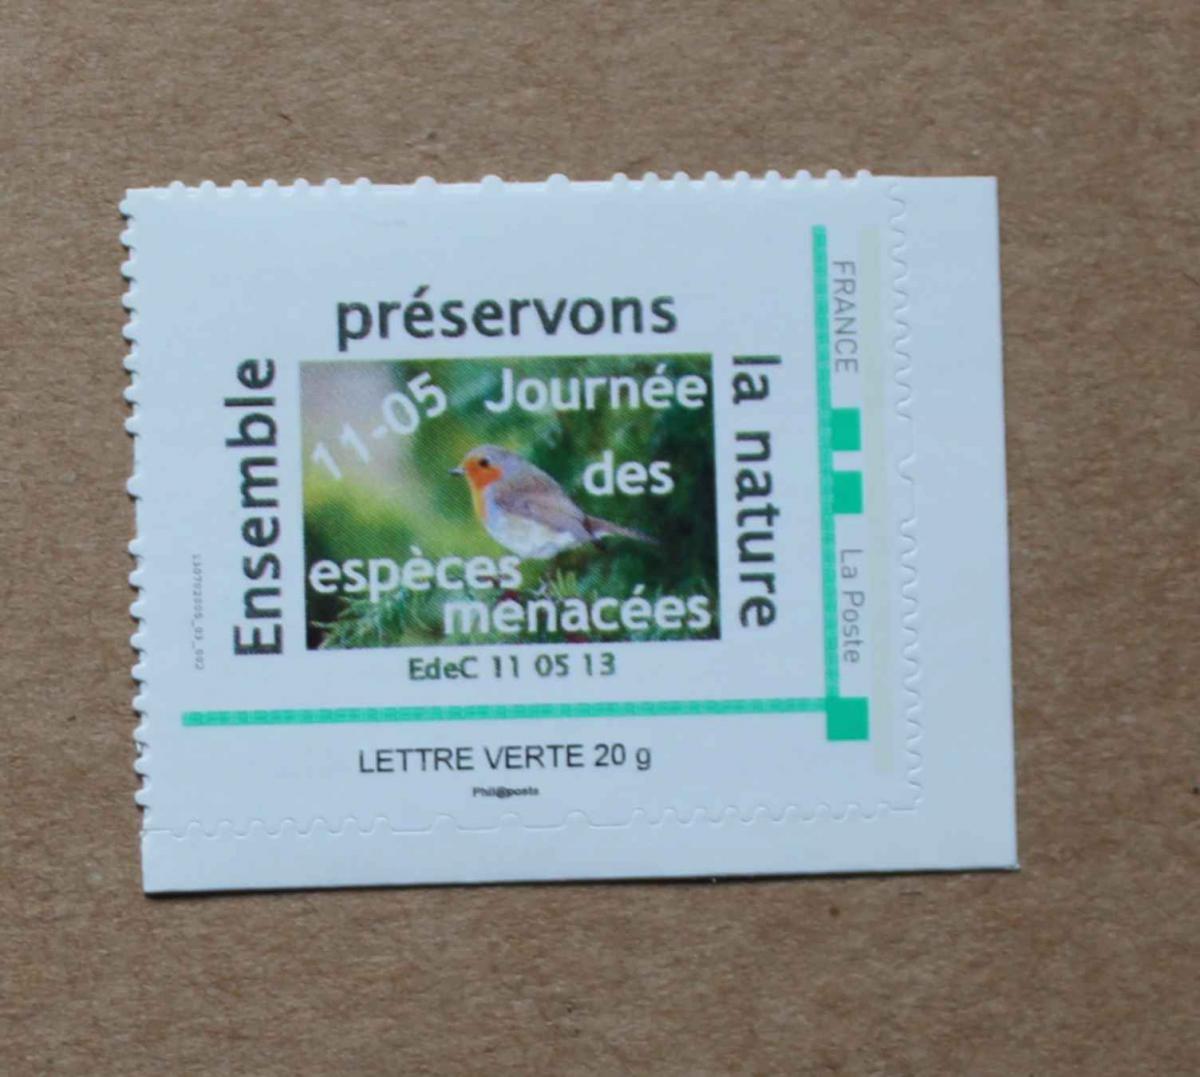 Ensemble
préservons
la nature
11-05
Journée
des
espèces
menacées
EdeC 11 05 13
FRANCE
La Poste
LETTRE VERTE 20 g
Phil@poste